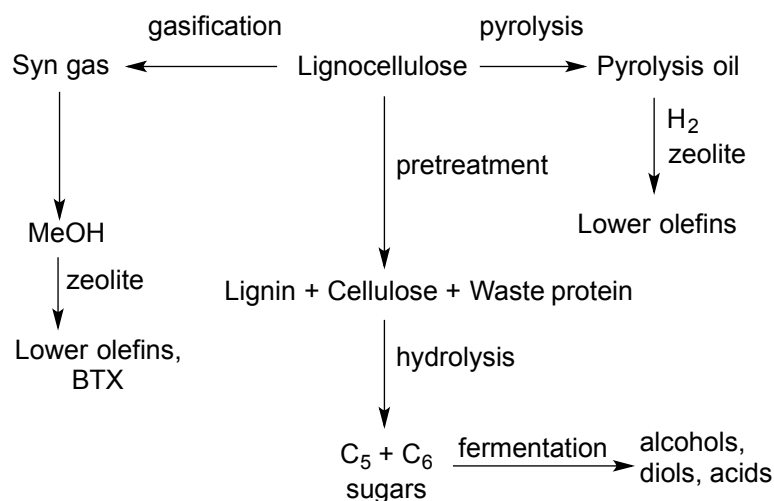 gasification
pyrolysis
Syn gas
Lignocellulose
Pyrolysis oil
H2
zeolite
pretreatment
Lower olefins
MeOH
zeolite
Lignin + Cellulose + Waste protein
Lower olefins,
BTX
hydrolysis
C5 + C6
sugars
fermentation
alcohols,
diols, acids